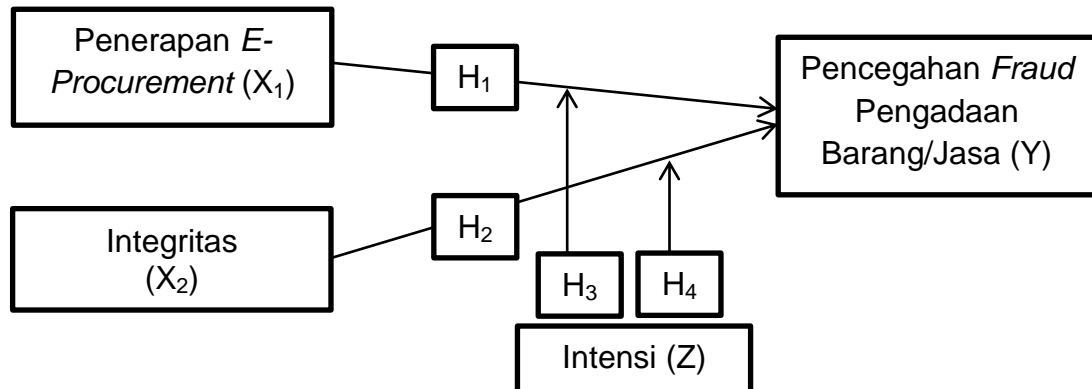 Penerapan E-
Procurement (X₁)
H₁
Pencegahan Fraud
Pengadaan
Barang/Jasa (Y)
Integritas
(X₂)
H₂
H₃
H₄
Intensi (Z)